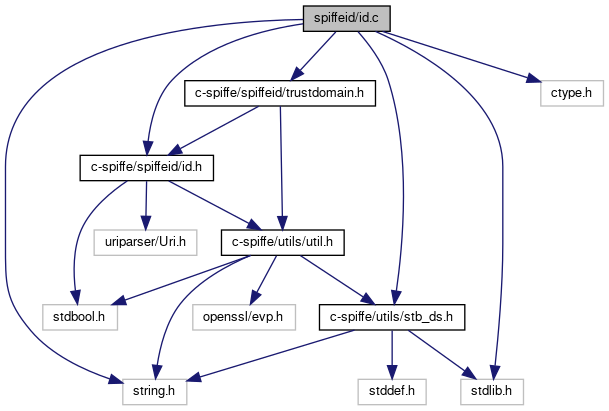 spiffeid/id.c
c-spiffe/spiffeid/trustdomain.h
ctype.h
c-spiffe/spiffeid/id.h
uriparser/Uri.h
c-spiffe/utils/util.h
stdbool.h
openssl/evp.h
c-spiffe/utils/stb_ds.h
string.h
stddef.h
stdlib.h